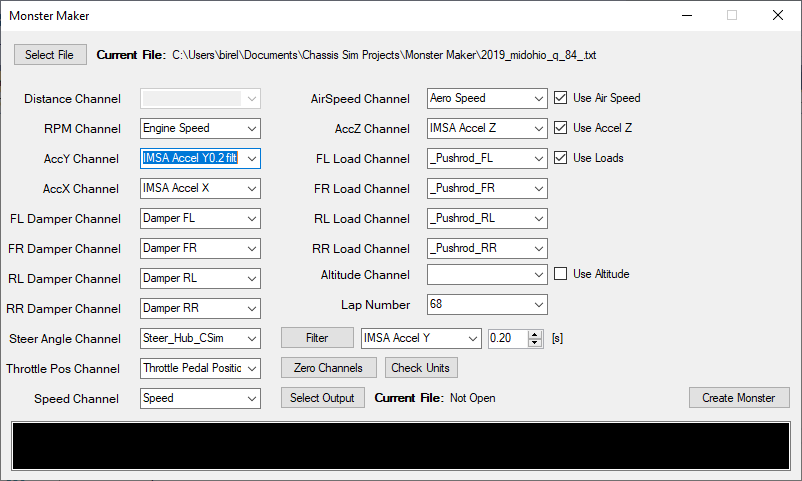 Monster Maker
Select File Current File: C:\Users\birel\Documents\Chassis Sim Projects\Monster Maker\2019_midohio_q_84_.txt
Distance Channel AirSpeed Channel Aero Speed Use Air Speed
RPM Channel Engine Speed AccZ Channel IMSA Accel Z Use Accel Z
AccY Channel IMSA Accel Y0.2 filt FL Load Channel _Pushrod_FL Use Loads
AccX Channel IMSA Accel X FR Load Channel _Pushrod_FR
FL Damper Channel Damper FL RL Load Channel _Pushrod_RL
FR Damper Channel Damper FR RR Load Channel _Pushrod_RR
RL Damper Channel Damper RL Altitude Channel Use Altitude
RR Damper Channel Damper RR Lap Number 68
Steer Angle Channel Steer_Hub_CSim Filter IMSA Accel Y 0.20 [s]
Throttle Pos Channel Throttle Pedal Positic Zero Channels Check Units
Speed Channel Speed Select Output Current File: Not Open Create Monster